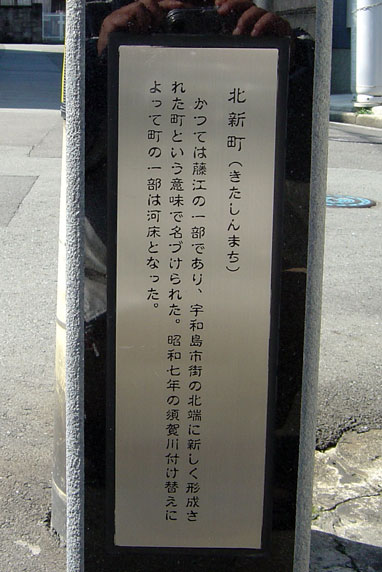 北新町（きたしんまち）
かつては藤江の一部であり、宇和島市街の北端に新しく形成さ
れた町という意味で名づけられた。昭和七年の須賀川付け替えに
よって町の一部は河床となった。